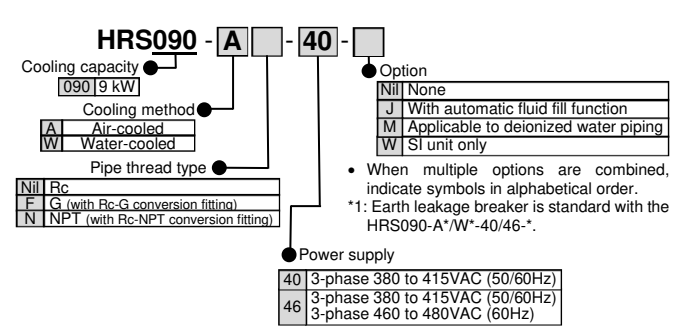 HRS090 - A - 40 -
Cooling capacity
090 9 kW
Cooling method
A Air-cooled
W Water-cooled
Pipe thread type
Nil Rc
F G (with Rc-G conversion fitting)
N NPT (with Rc-NPT conversion fitting)
Option
Nil None
J With automatic fluid fill function
M Applicable to deionized water piping
W SI unit only
• When multiple options are combined,
indicate symbols in alphabetical order.
*1: Earth leakage breaker is standard with the
HRS090-A*/W*-40/46-*.
Power supply
40 3-phase 380 to 415VAC (50/60Hz)
46 3-phase 380 to 415VAC (50/60Hz)
3-phase 460 to 480VAC (60Hz)